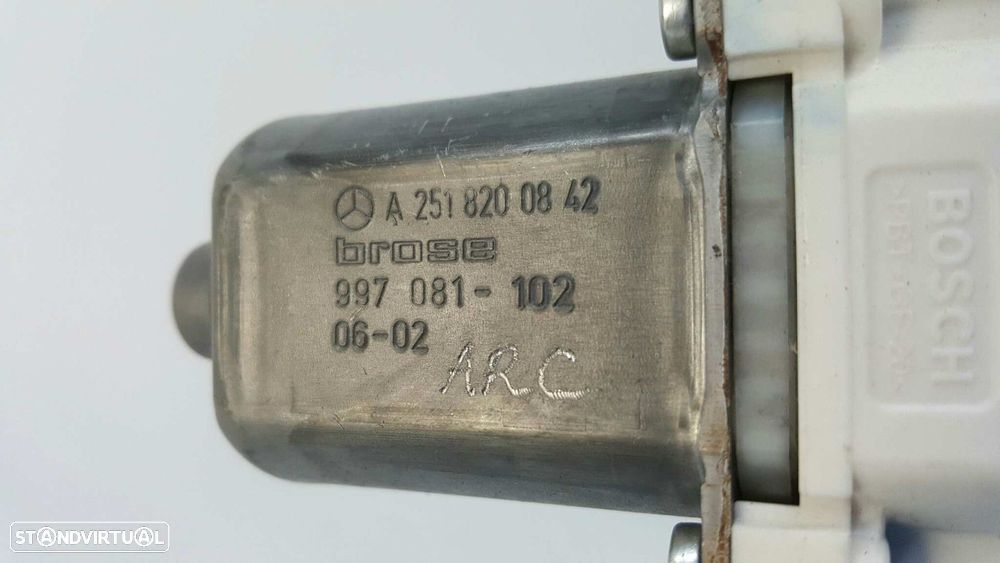 A 251 820 08 42
brose
997 081-102
06-02
ARC
BOSCH
STANDVIRTUAL